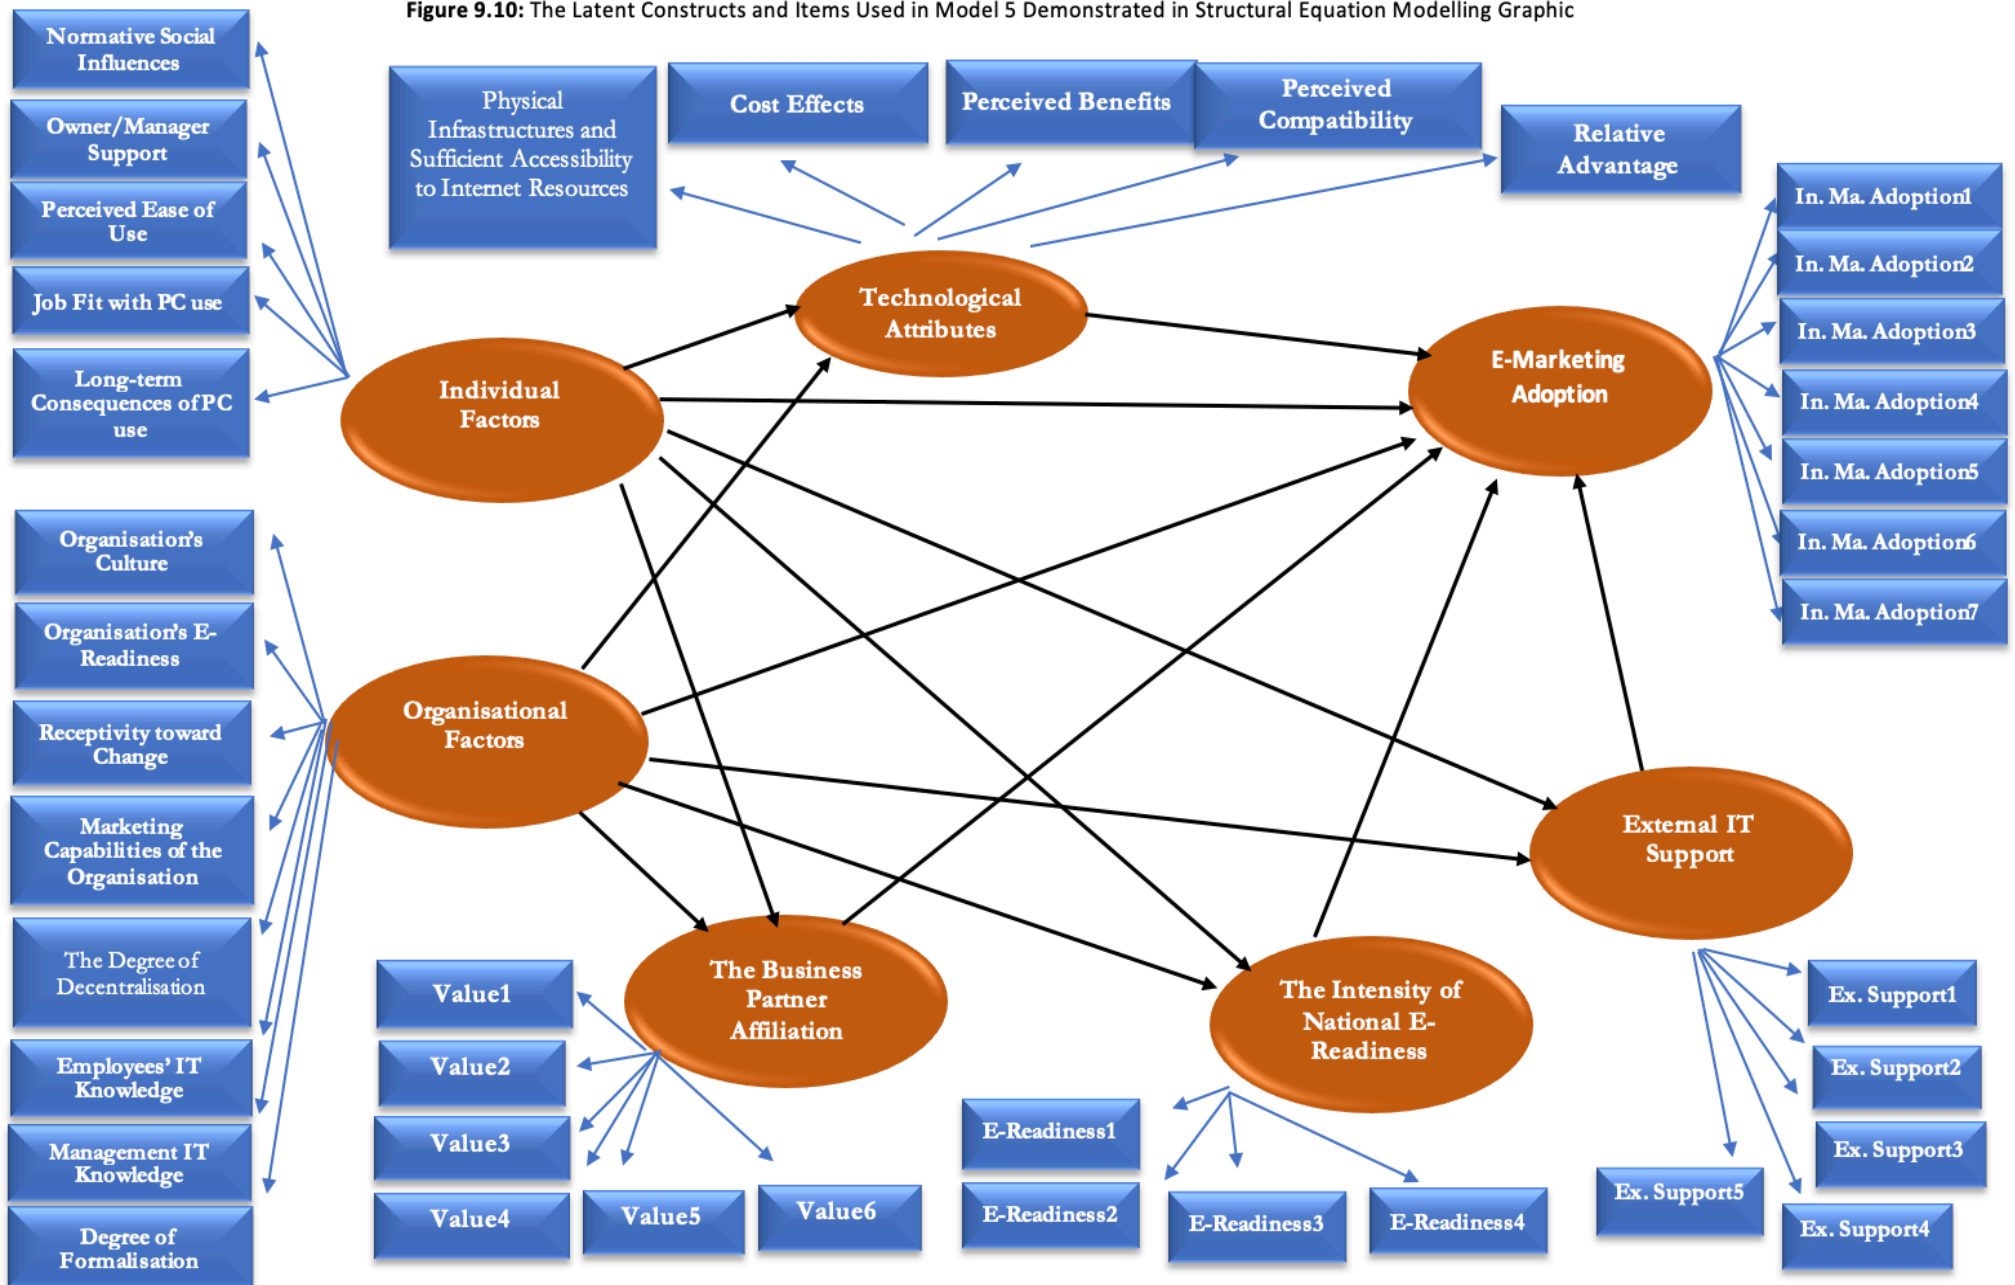 Figure 9.10: The Latent Constructs and Items Used in Model 5 Demonstrated in Structural Equation Modelling Graphic
Normative Social
Influences
Owner/Manager
Support
Perceived Ease of
Use
Job Fit with PC use
Long-term
Consequences of PC
use
Physical
Infrastructures and
Sufficient Accessibility
to Internet Resources
Cost Effects
Perceived Benefits
Perceived
Compatibility
Relative
Advantage
In. Ma. Adoption1
In. Ma. Adoption2
In. Ma. Adoption3
In. Ma. Adoption4
In. Ma. Adoption5
In. Ma. Adoption6
In. Ma. Adoption7
Technological
Attributes
Individual
Factors
E-Marketing
Adoption
Organisation's
Culture
Organisation's E-
Readiness
Receptivity toward
Change
Marketing
Capabilities of the
Organisation
The Degree of
Decentralisation
Employees' IT
Knowledge
Management IT
Knowledge
Degree of
Formalisation
Organisational
Factors
External IT
Support
The Business
Partner
Affiliation
The Intensity of
National E-
Readiness
Value1
Value2
Value3
Value4
Value5
Value6
E-Readiness1
E-Readiness2
E-Readiness3
E-Readiness4
Ex. Support1
Ex. Support2
Ex. Support3
Ex. Support5
Ex. Support4